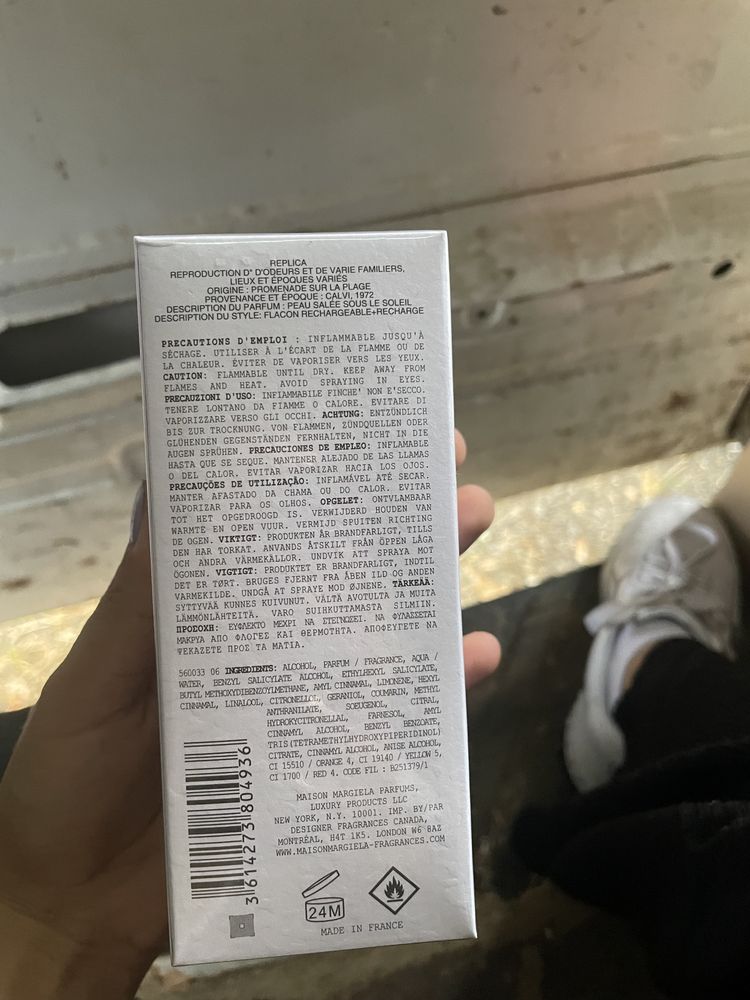 REPLICA
REPRODUCTION D" D'ODEURS ET DE VARIE FAMILIERS,
LIEUX ET ÉPOQUES VARIÉS
ORIGINE : PROMENADE SUR LA PLAGE
PROVENANCE ET ÉPOQUE : CALVI, 1972
DESCRIPTION DU PARFUM : PEAU SALÉE SOUS LE SOLEIL
DESCRIPTION DU STYLE: FLACON RECHARGEABLE+RECHARGE
PRECAUTIONS D'EMPLOI : INFLAMMABLE JUSQU'À
SÉCHAGE. UTILISER À L'ÉCART DE LA FLAMME OU DE
LA CHALEUR. ÉVITER DE VAPORISER VERS LES YEUX.
CAUTION: FLAMMABLE UNTIL DRY. KEEP AWAY FROM
FLAMES AND HEAT. AVOID SPRAYING IN EYES.
PRECAUZIONI D'USO: INFIAMMABILE FINCHE' NON E'SECCO.
TENERE LONTANO DA FIAMME O CALORE. EVITARE DI
VAPORIZZARE VERSO GLI OCCHI. ACHTUNG: ENTZÜNDLICH
BIS ZUR TROCKNUNG. VON FLAMMEN, ZÜNDQUELLEN ODER
GLÜHENDEN GEGENSTÄNDEN FERNHALTEN, NICHT IN DIE
AUGEN SPRÜHEN. PRECAUCIONES DE EMPLEO: INFLAMABLE
HASTA QUE SE SEQUE. MANTENER ALEJADO DE LAS LLAMAS
O DEL CALOR. EVITAR VAPORIZAR HACIA LOS OJOS.
PRECAUÇÕES DE UTILIZAÇÃO: INFLAMÁVEL ATÉ SECAR.
MANTER AFASTADO DA CHAMA OU DO CALOR. EVITAR
VAPORIZAR PARA OS OLHOS. OPGELET: ONTVLAMBAAR
TOT HET OPGEDROOGD IS. VERWIJDERD HOUDEN VAN
WARMTE EN OPEN VUUR. VERMIJD SPUITEN RICHTING
DE OGEN. VIKTIGT: PRODUKTEN ÄR BRANDFARLIGT, TILLS
DEN HAR TORKAT. ANVANDS ÅTSKILT FRÅN ÖPPEN LÅGA
OCH ANDRA VÄRMEKÄLLOR. UNDVIK ATT SPRAYA MOT
ÖGONEN. VIGTIGT: PRODUKTET ER BRANDFARLIGT, INDTIL
DET ER TØRT. BRUGES FJERNT FRA ÅBEN ILD OG ANDEN
VARMEKILDE. UNDGÅ AT SPRAYE MOD ØJNENE. TÄRKEÄÄ:
SYTTYVÄÄ KUNNES KUIVUNUT. VÄLTÄ AVOTULTA JA MUITA
LÄMMÖNLÄHTEITÄ. VARO SUIHKUTTAMASTA SILMIIN.
ΠΡΟΣΟΧΗ: ΕΥΦΛΕΚΤΟ ΜΕΧΡΙ ΝΑ ΣΤΕΓΝΩΣΕΙ. ΝΑ ΦΥΛΑΣΣΕΤΑΙ
ΜΑΚΡΥΑ ΑΠΟ ΦΛΟΓΕΣ ΚΑΙ ΘΕΡΜΟΤΗΤΑ. ΑΠΟΦΕΥΓΕΤΕ ΝΑ
ΨΕΚΑΖΕΤΕ ΠΡΟΣ ΤΑ ΜΑΤΙΑ.
560033 06 INGREDIENTS: ALCOHOL, PARFUM / FRAGRANCE, AQUA /
WATER, BENZYL SALICYLATE ALCOHOL, ETHYLHEXYL SALICYLATE,
BUTYL METHOXYDIBENZOYLMETHANE, AMYL CINNAMAL, LIMONENE, HEXYL
CINNAMAL, LINALOOL, CITRONELLOL, GERANIOL, COUMARIN, METHYL
ANTHRANILATE, SOEUGENOL, CITRAL,
HYDROXYCITRONELLAL, FARNESOL, AMYL
CINNAMYL ALCOHOL, BENZYL BENZOATE,
TRIS(TETRAMETHYLHYDROXYPIPERIDINOL)
CITRATE, CINNAMYL ALCOHOL, ANISE ALCOHOL,
CI 15510 / ORANGE 4, CI 19140 / YELLOW 5,
CI 1700 / RED 4. CODE FIL : B251379/1
MAISON MARGIELA PARFUMS,
LUXURY PRODUCTS LLC
NEW YORK, N.Y. 10001. IMP. BY/PAR
DESIGNER FRAGRANCES CANADA,
MONTRÉAL, H4T 1K5. LONDON W6 8AZ
WWW.MAISONMARGIELA-FRAGRANCES.COM
3 614273 804936
24M
MADE IN FRANCE